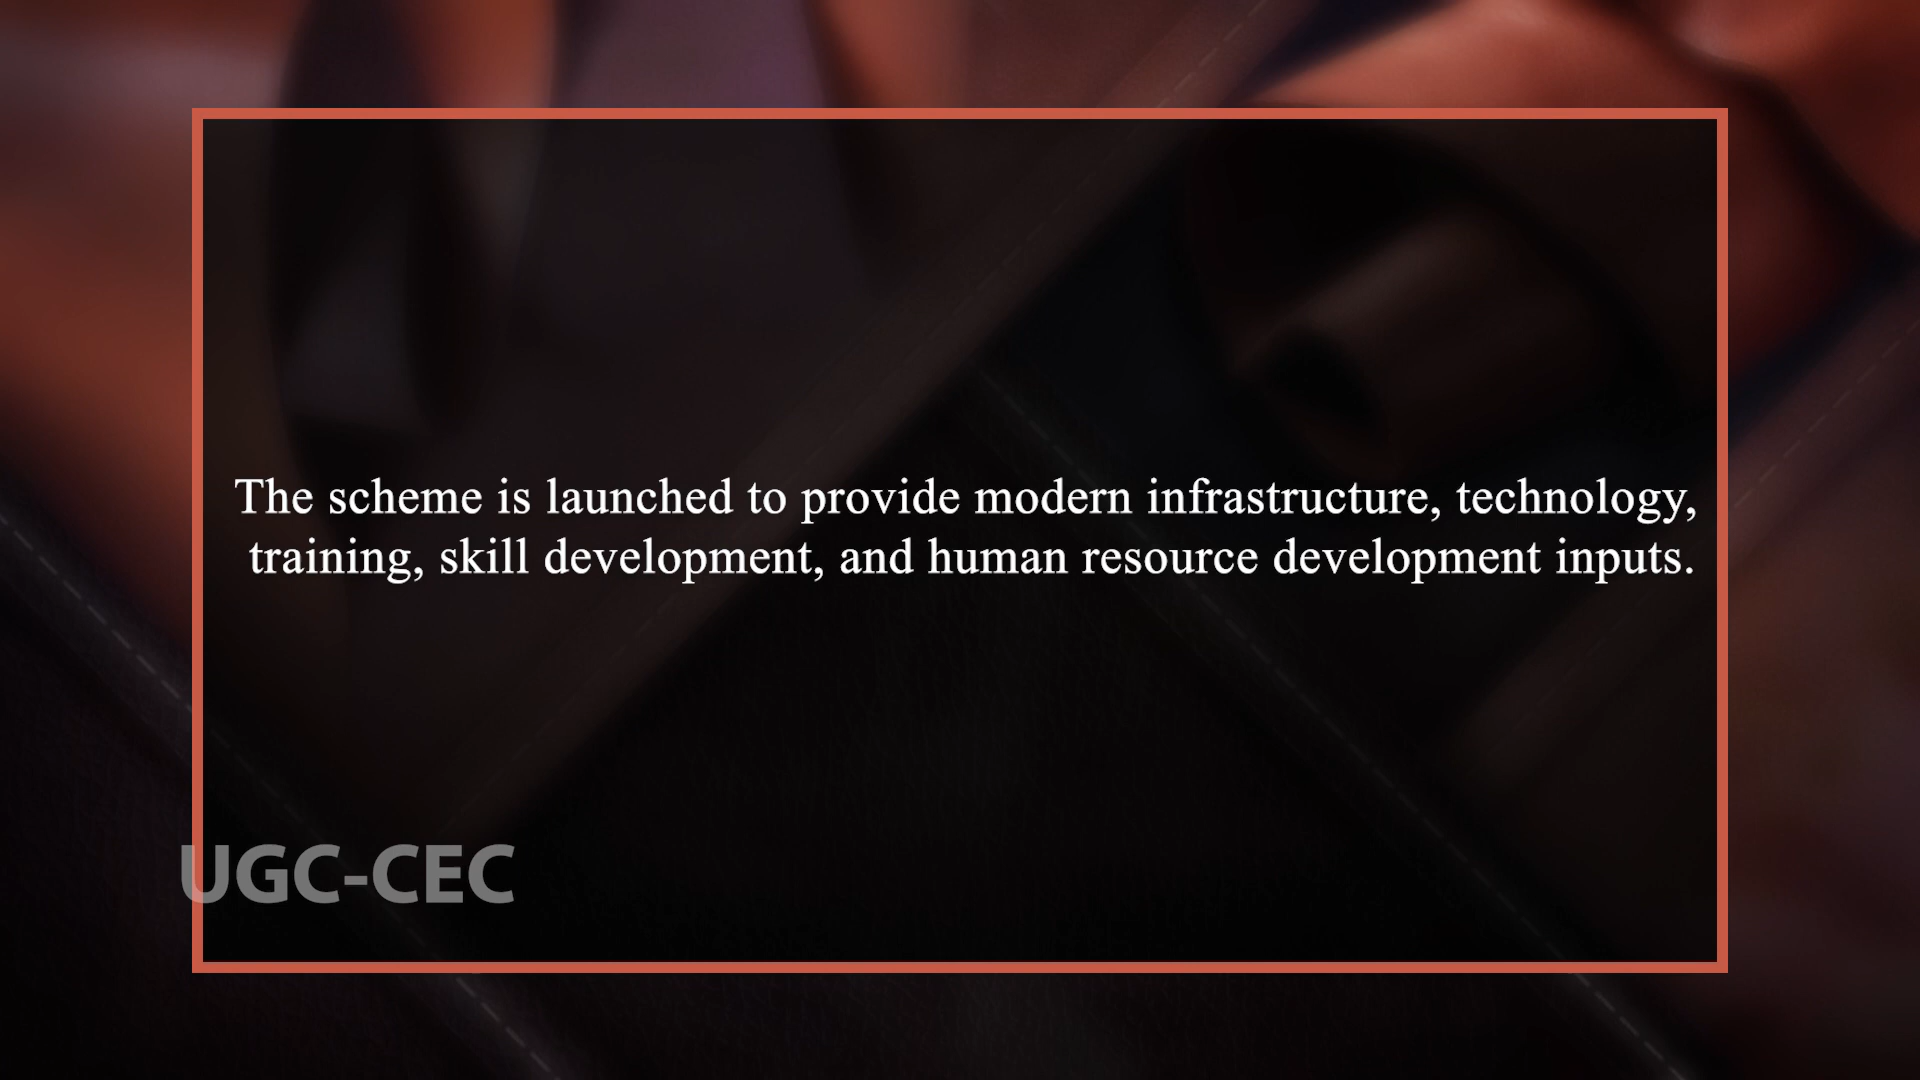 The scheme is launched to provide modern infrastructure, technology,
training, skill development, and human resource development inputs.
UGC-CEC